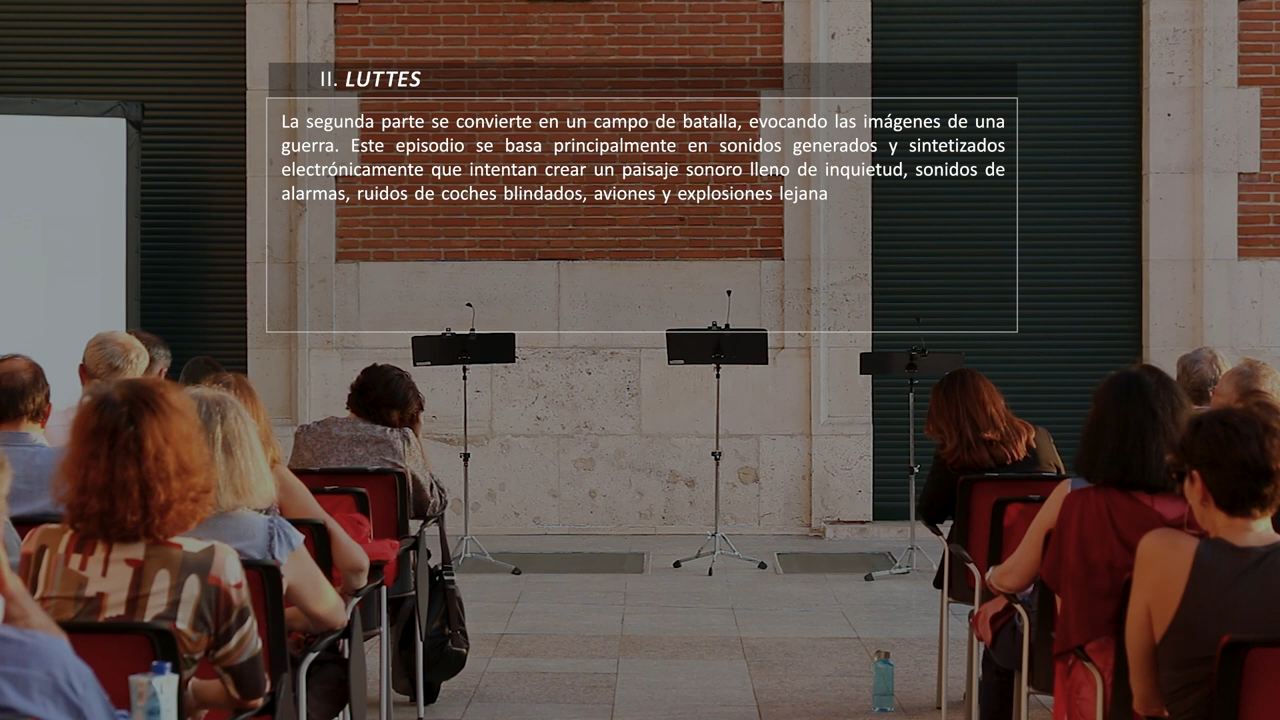 II. LUTTES
La segunda parte se convierte en un campo de batalla, evocando las imágenes de una
guerra. Este episodio se basa principalmente en sonidos generados y sintetizados
electrónicamente que intentan crear un paisaje sonoro lleno de inquietud, sonidos de
alarmas, ruidos de coches blindados, aviones y explosiones lejana